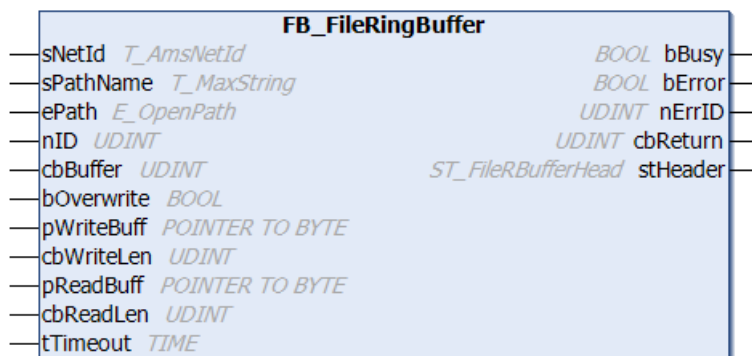 FB_FileRingBuffer
sNetId T_AmsNetId BOOL bBusy
sPathName T_MaxString BOOL bError
ePath E_OpenPath UDINT nErrID
nID UDINT UDINT cbReturn
cbBuffer UDINT ST_FileRBufferHead stHeader
bOverwrite BOOL
pWriteBuff POINTER TO BYTE
cbWriteLen UDINT
pReadBuff POINTER TO BYTE
cbReadLen UDINT
tTimeout TIME